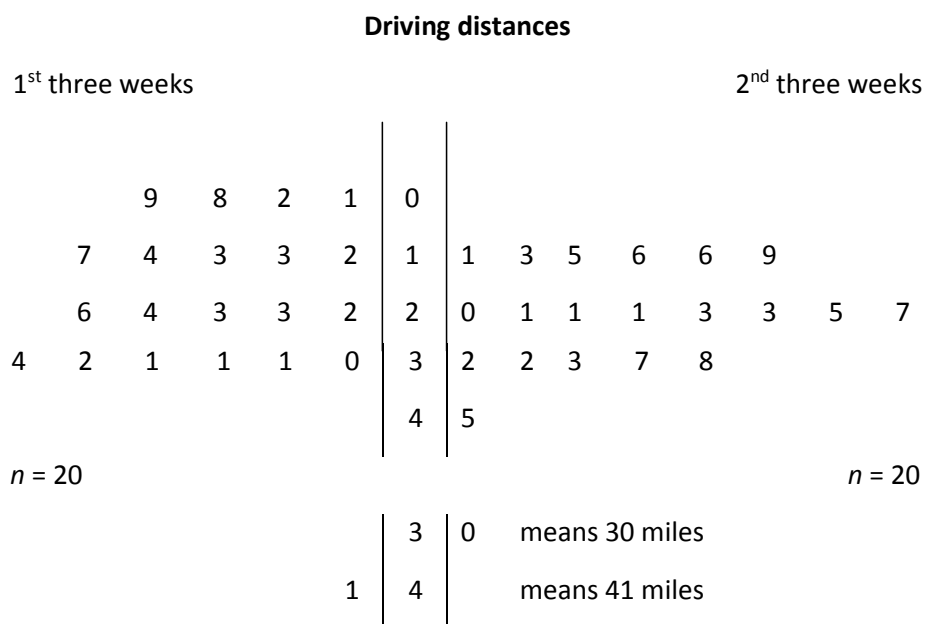 Driving distances
1st three weeks 2nd three weeks
9 8 2 1 0
7 4 3 3 2 1 1 3 5 6 6 9
6 4 3 3 2 2 0 1 1 1 3 3 5 7
4 2 1 1 1 0 3 2 2 3 7 8
4 5
n = 20 n = 20
3 0 means 30 miles
1 4 means 41 miles